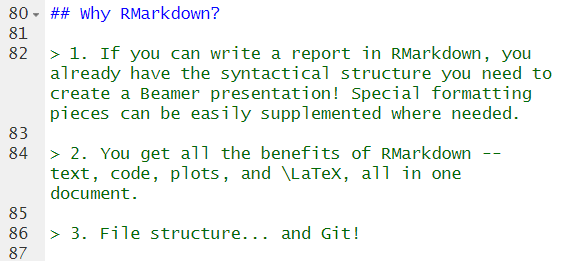 80 ## Why RMarkdown?
81
82 > 1. If you can write a report in RMarkdown, you
already have the syntactical structure you need to
create a Beamer presentation! Special formatting
pieces can be easily supplemented where needed.
83
84 > 2. You get all the benefits of RMarkdown --
text, code, plots, and \LaTeX, all in one
document.
85
86 > 3. File structure... and Git!
87